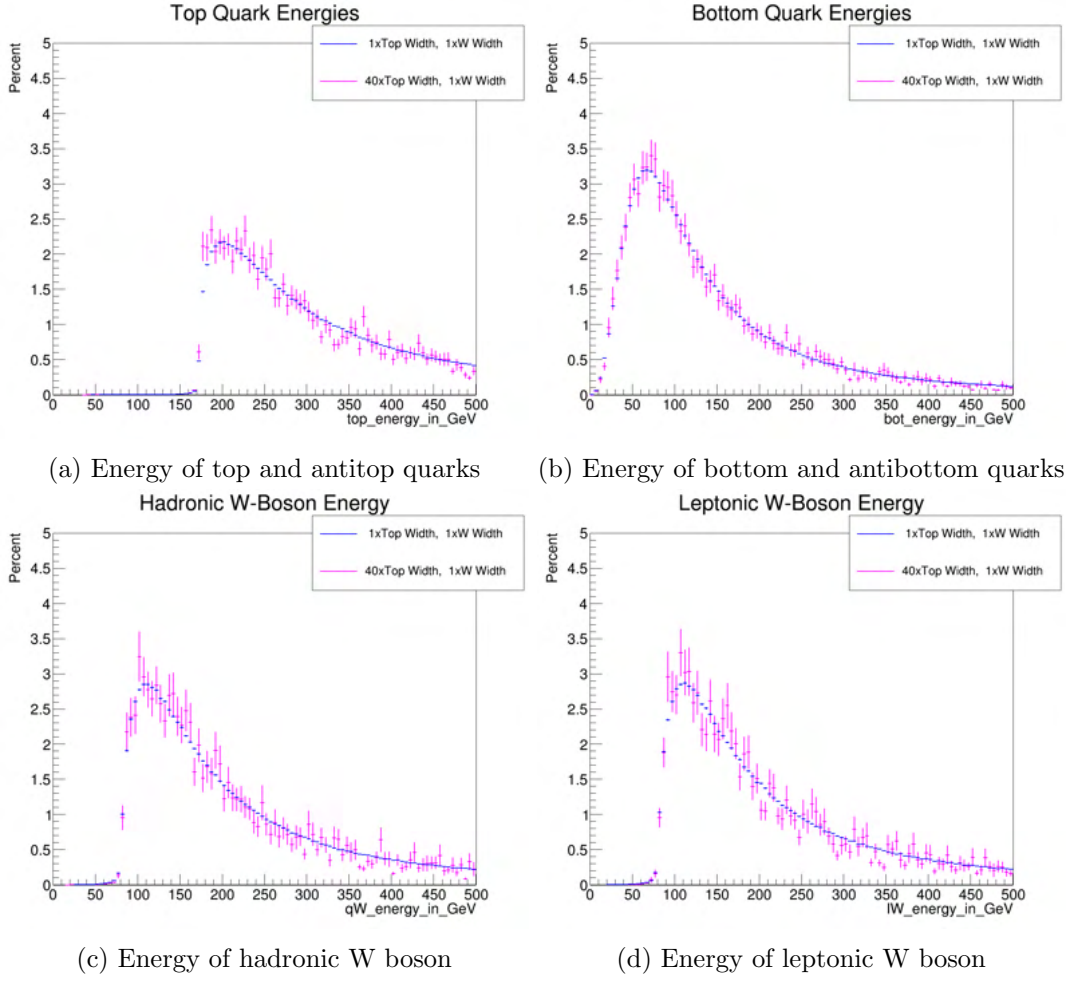 Top Quark Energies
Percent
1xTop Width, 1xW Width
40xTop Width, 1xW Width
5
4.5
4
3.5
3
2.5
2
1.5
1
0.5
0
0 50 100 150 200 250 300 350 400 450 500
top_energy_in_GeV
(a) Energy of top and antitop quarks
Bottom Quark Energies
Percent
1xTop Width, 1xW Width
40xTop Width, 1xW Width
5
4.5
4
3.5
3
2.5
2
1.5
1
0.5
0
0 50 100 150 200 250 300 350 400 450 500
bot_energy_in_GeV
(b) Energy of bottom and antibottom quarks
Hadronic W-Boson Energy
Percent
1xTop Width, 1xW Width
40xTop Width, 1xW Width
5
4.5
4
3.5
3
2.5
2
1.5
1
0.5
0
0 50 100 150 200 250 300 350 400 450 500
qW_energy_in_GeV
(c) Energy of hadronic W boson
Leptonic W-Boson Energy
Percent
1xTop Width, 1xW Width
40xTop Width, 1xW Width
5
4.5
4
3.5
3
2.5
2
1.5
1
0.5
0
0 50 100 150 200 250 300 350 400 450 500
lW_energy_in_GeV
(d) Energy of leptonic W boson